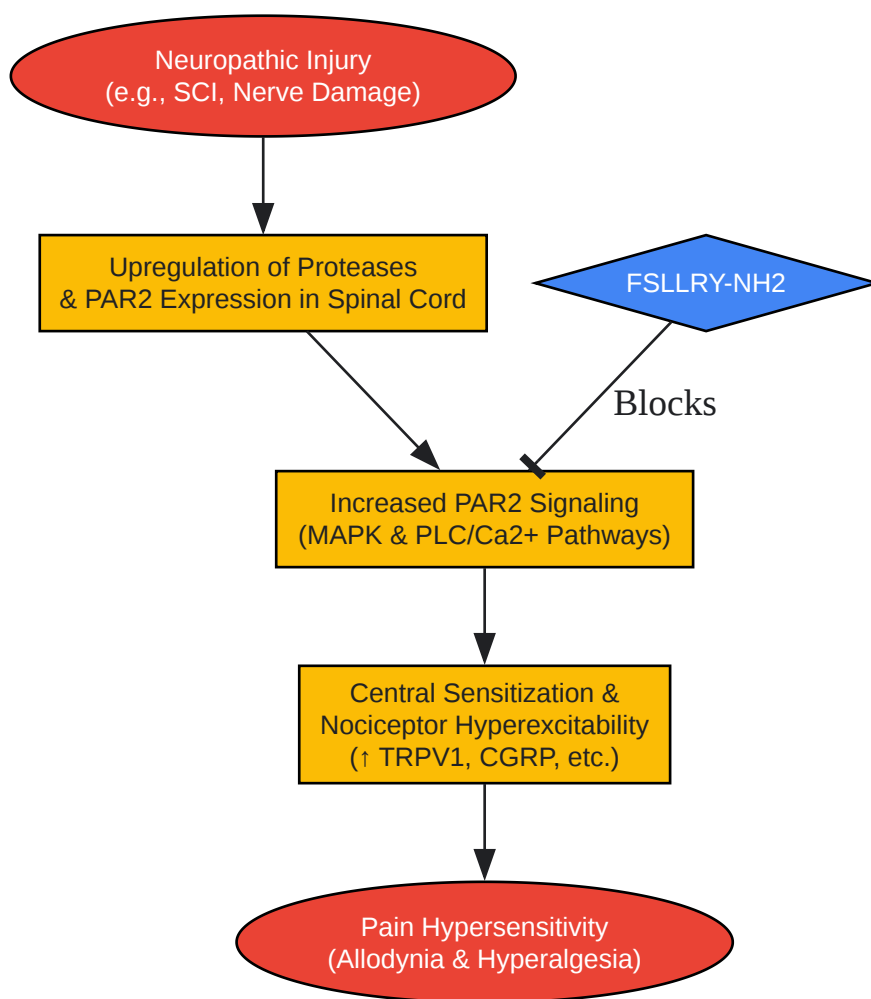 Neuropathic Injury
(e.g., SCI, Nerve Damage)
Upregulation of Proteases
& PAR2 Expression in Spinal Cord
FSLLRY-NH2
Blocks
Increased PAR2 Signaling
(MAPK & PLC/Ca2+ Pathways)
Central Sensitization &
Nociceptor Hyperexcitability
(↑ TRPV1, CGRP, etc.)
Pain Hypersensitivity
(Allodynia & Hyperalgesia)